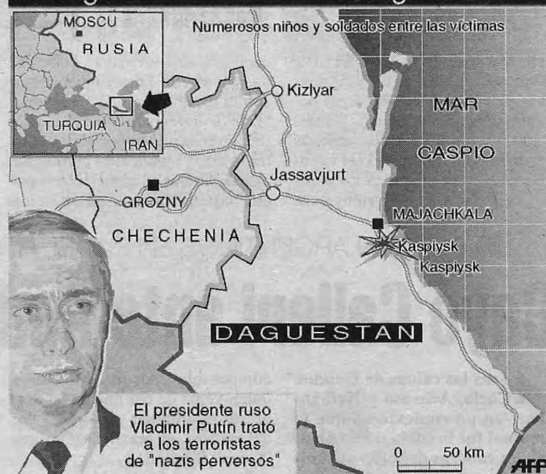 MOSCU
RUSIA
TURQUIA
IRAN
Numerosos niños y soldados entre las víctimas
Kizlyar
MAR
CASPIO
Jassavjurt
GROZNY
CHECHENIA
MAJACHKALA
Kaspiysk
Kaspiysk
DAGUESTAN
El presidente ruso
Vladimir Putín trató
a los terroristas
de "nazis perversos"
0 50 km
AFP